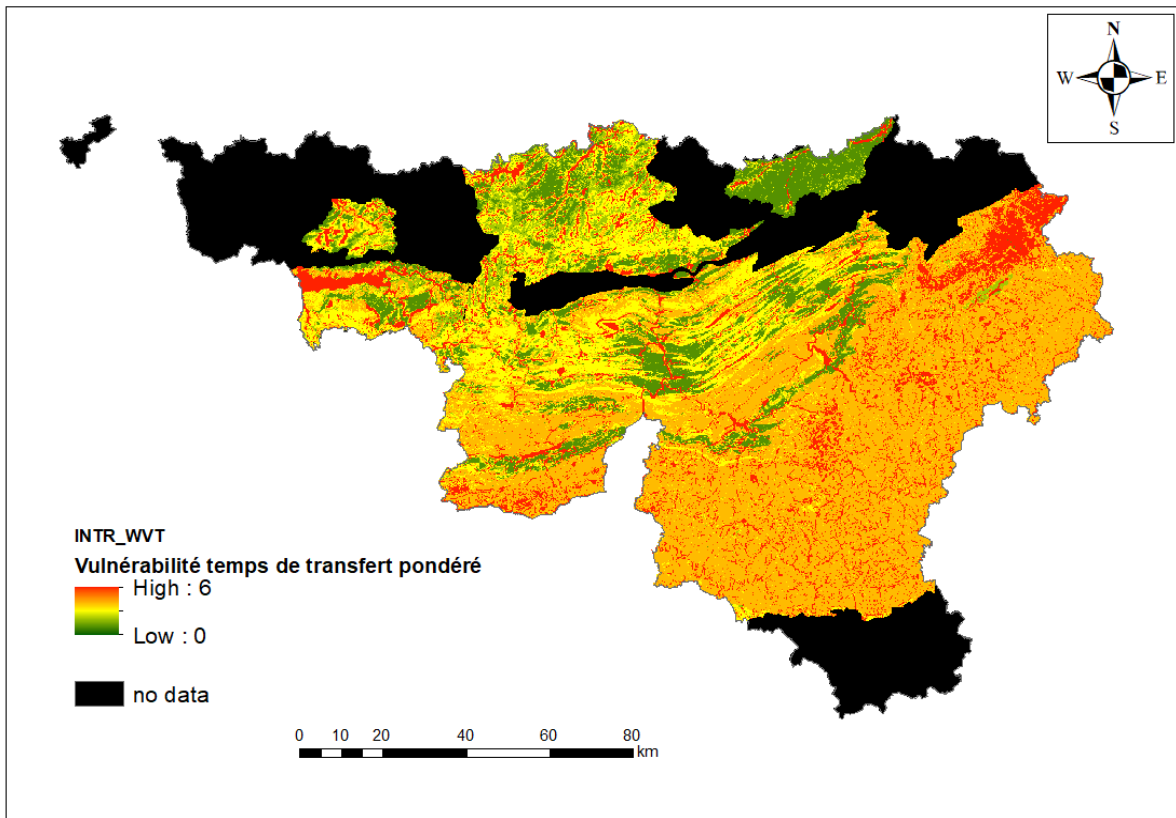 N
W E
S
INTR_WVT
Vulnérabilité temps de transfert pondéré
High : 6
Low : 0
no data
0 10 20 40 60 80
km